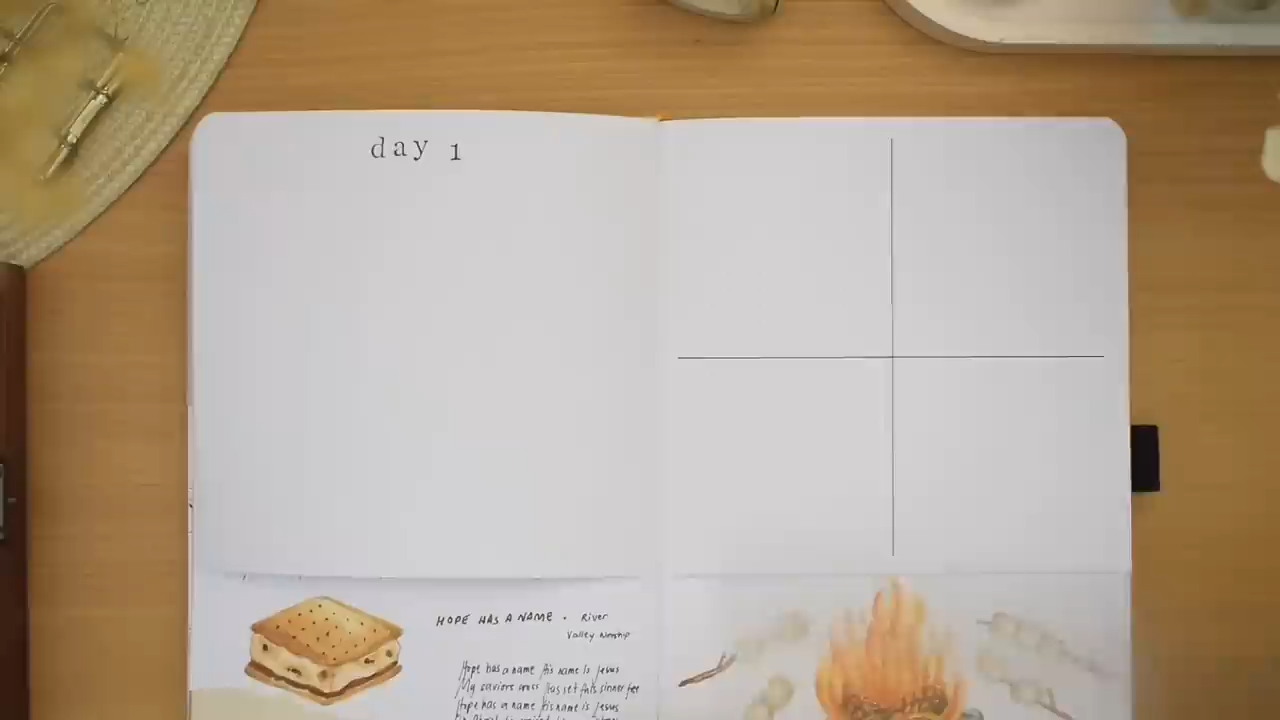 day 1
HOPE HAS A NAME - River
Valley Worship
Hope has a name his name is Jesus
My saviors cross has set this sinner free
Hope has a name his name is Jesus